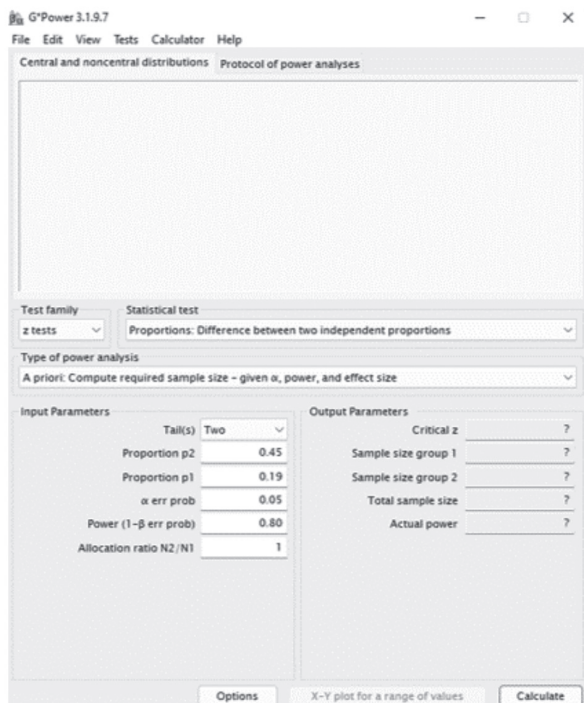 G*Power 3.1.9.7
File Edit View Tests Calculator Help
Central and noncentral distributions Protocol of power analyses
Test family Statistical test
z tests Proportions: Difference between two independent proportions
Type of power analysis
A priori: Compute required sample size – given α, power, and effect size
Input Parameters Output Parameters
Tail(s) Two Critical z ?
Proportion p2 0.45 Sample size group 1 ?
Proportion p1 0.19 Sample size group 2 ?
α err prob 0.05 Total sample size ?
Power (1-β err prob) 0.80 Actual power ?
Allocation ratio N2/N1 1
Options X-Y plot for a range of values Calculate